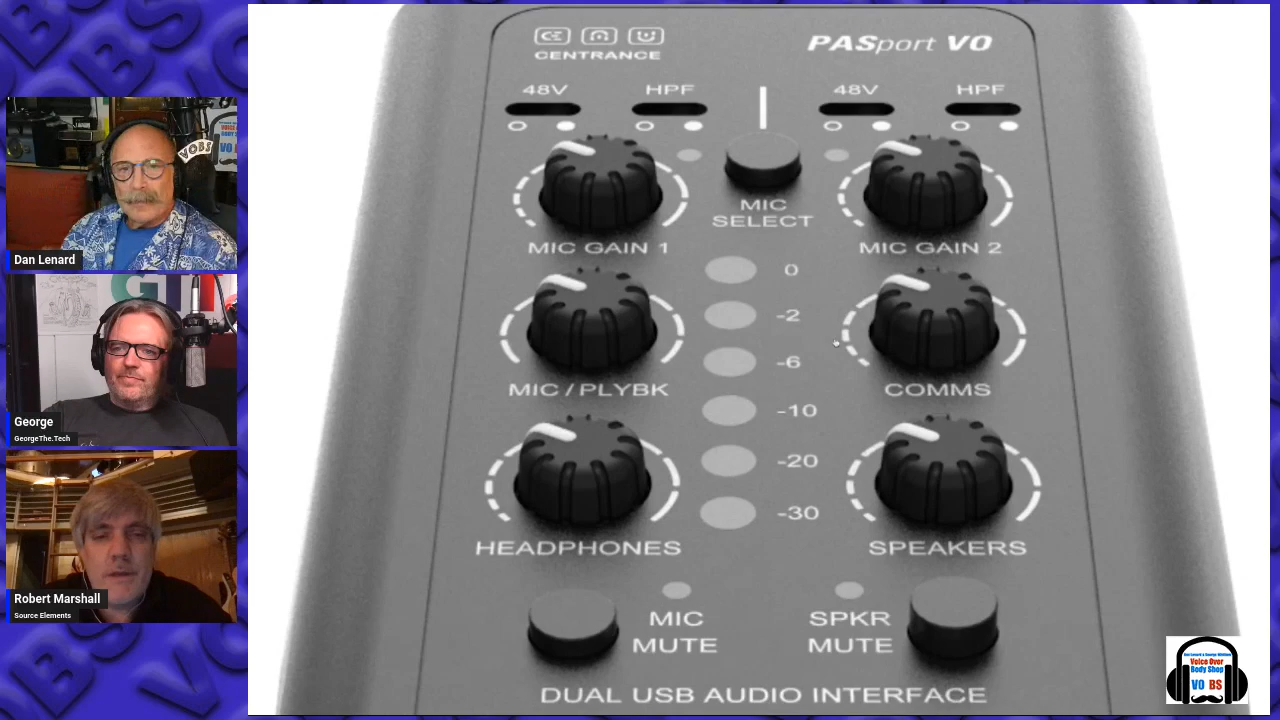 CENTRANCE
PASport VO
48V
HPF
48V
HPF
MIC
SELECT
MIC GAIN 1
MIC GAIN 2
0
-2
-6
-10
-20
-30
MIC / PLYBK
COMMS
HEADPHONES
SPEAKERS
MIC
MUTE
SPKR
MUTE
DUAL USB AUDIO INTERFACE
Dan Lenard
George
GeorgeThe.Tech
Robert Marshall
Source Elements
VOBS
Voice Over
Body Shop
VO BS